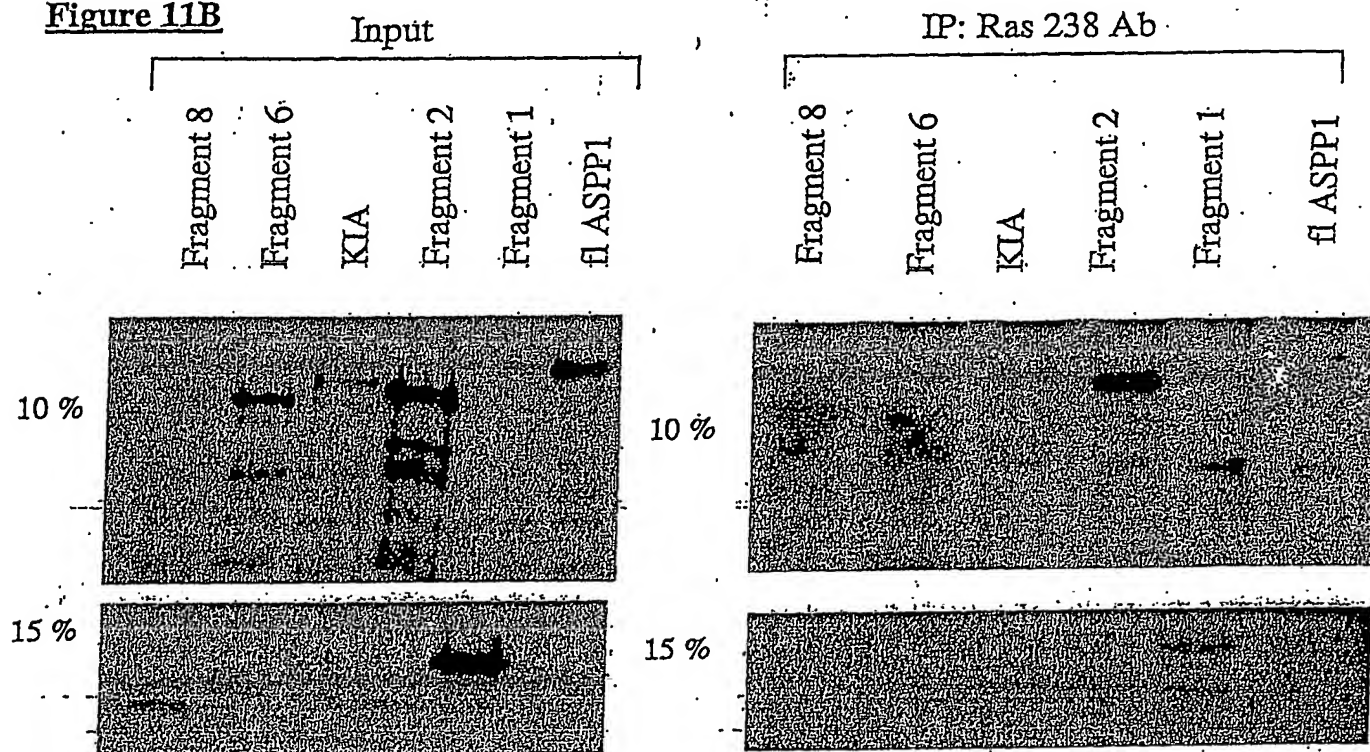 Figure 11B
Input
IP: Ras 238 Ab
Fragment 8
Fragment 6
KIA
Fragment 2
Fragment 1
fl ASPP1
Fragment 8
Fragment 6
KIA
Fragment 2
Fragment 1
fl ASPP1
10 %
10 %
15 %
15 %